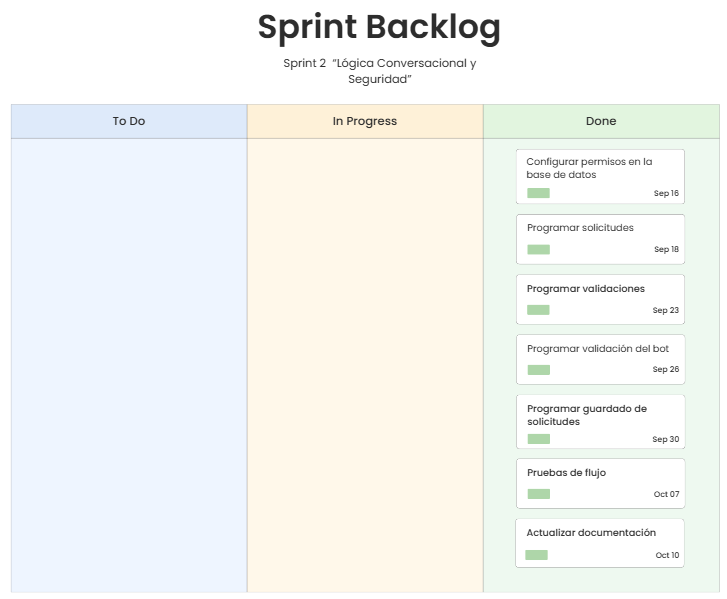 Sprint Backlog
Sprint 2 “Lógica Conversacional y
Seguridad”
To Do
In Progress
Done
Configurar permisos en la
base de datos
Sep 16
Programar solicitudes
Sep 18
Programar validaciones
Sep 23
Programar validación del bot
Sep 26
Programar guardado de
solicitudes
Sep 30
Pruebas de flujo
Oct 07
Actualizar documentación
Oct 10